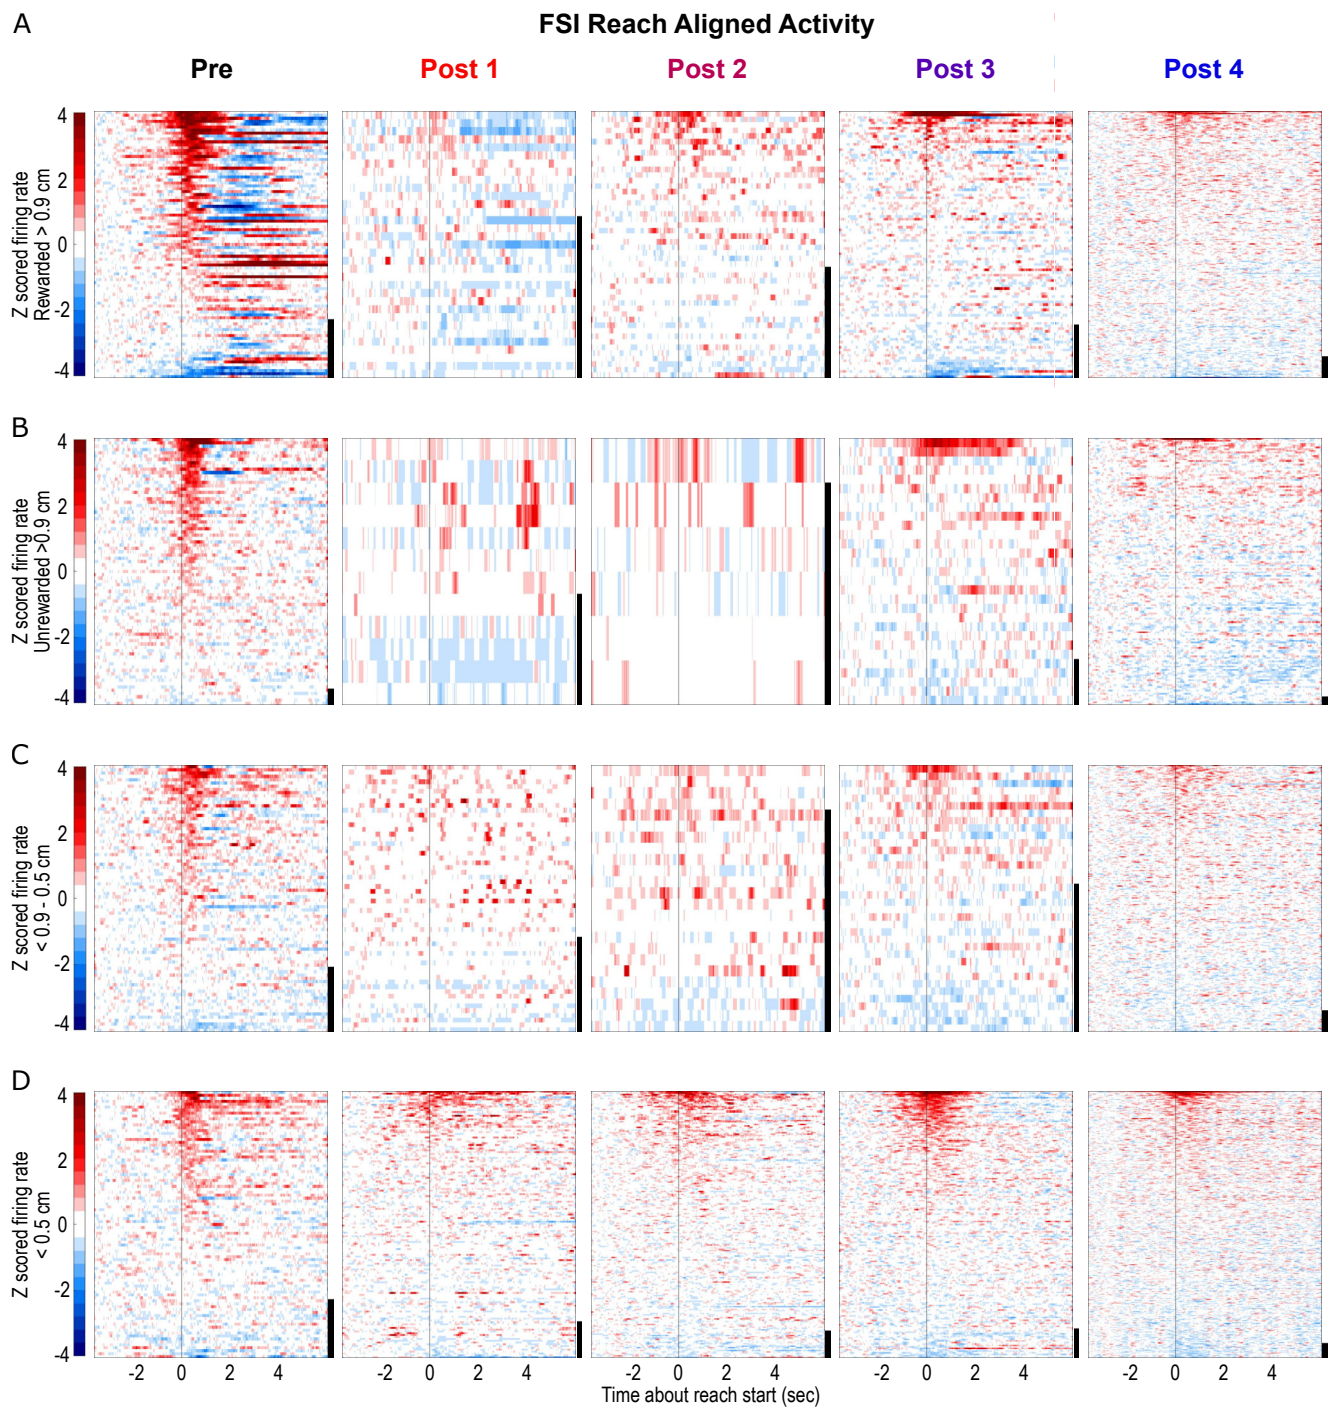 A
FSI Reach Aligned Activity
Pre Post 1 Post 2 Post 3 Post 4
Z scored firing rate
Rewarded > 0.9 cm
4
2
0
-2
-4
B
Z scored firing rate
Unrewarded >0.9 cm
4
2
0
-2
-4
C
Z scored firing rate
< 0.9 - 0.5 cm
4
2
0
-2
-4
D
Z scored firing rate
< 0.5 cm
4
2
0
-2
-4
-2 0 2 4 -2 0 2 4 -2 0 2 4 -2 0 2 4 -2 0 2 4
Time about reach start (sec)